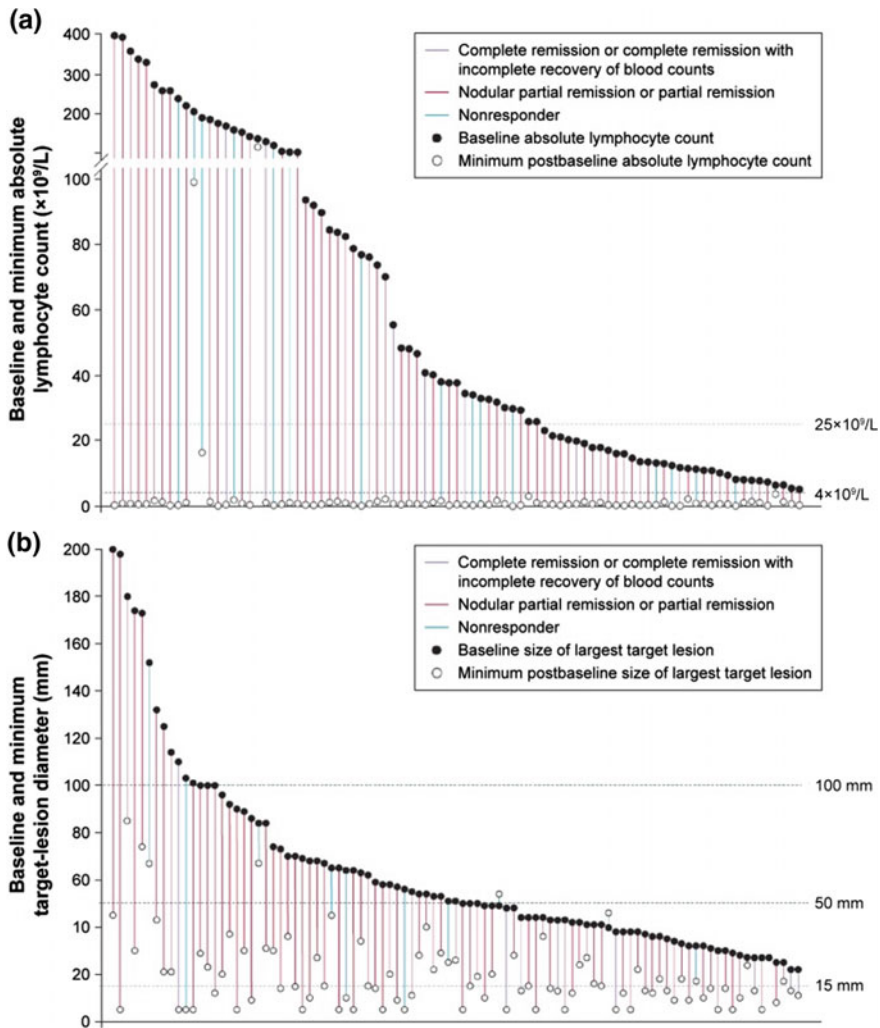 (a)
400
300
200
100
80
60
40
20
0
Baseline and minimum absolute
lymphocyte count (×10⁹/L)
Complete remission or complete remission with
incomplete recovery of blood counts
Nodular partial remission or partial remission
Nonresponder
Baseline absolute lymphocyte count
Minimum postbaseline absolute lymphocyte count
25×10⁹/L
4×10⁹/L
(b)
200
180
160
140
120
100
80
60
10
20
0
Baseline and minimum
target-lesion diameter (mm)
Complete remission or complete remission with
incomplete recovery of blood counts
Nodular partial remission or partial remission
Nonresponder
Baseline size of largest target lesion
Minimum postbaseline size of largest target lesion
100 mm
50 mm
15 mm